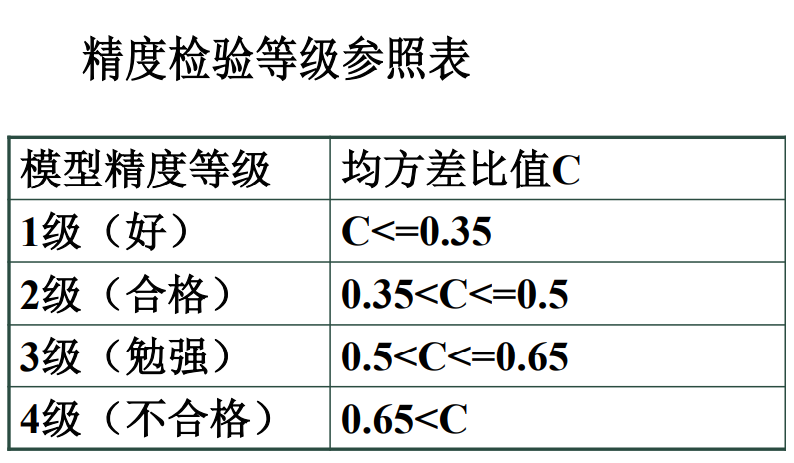 精度检验等级参照表
模型精度等级 均方差比值C
1级（好） C<=0.35
2级（合格） 0.35<C<=0.5
3级（勉强） 0.5<C<=0.65
4级（不合格） 0.65<C